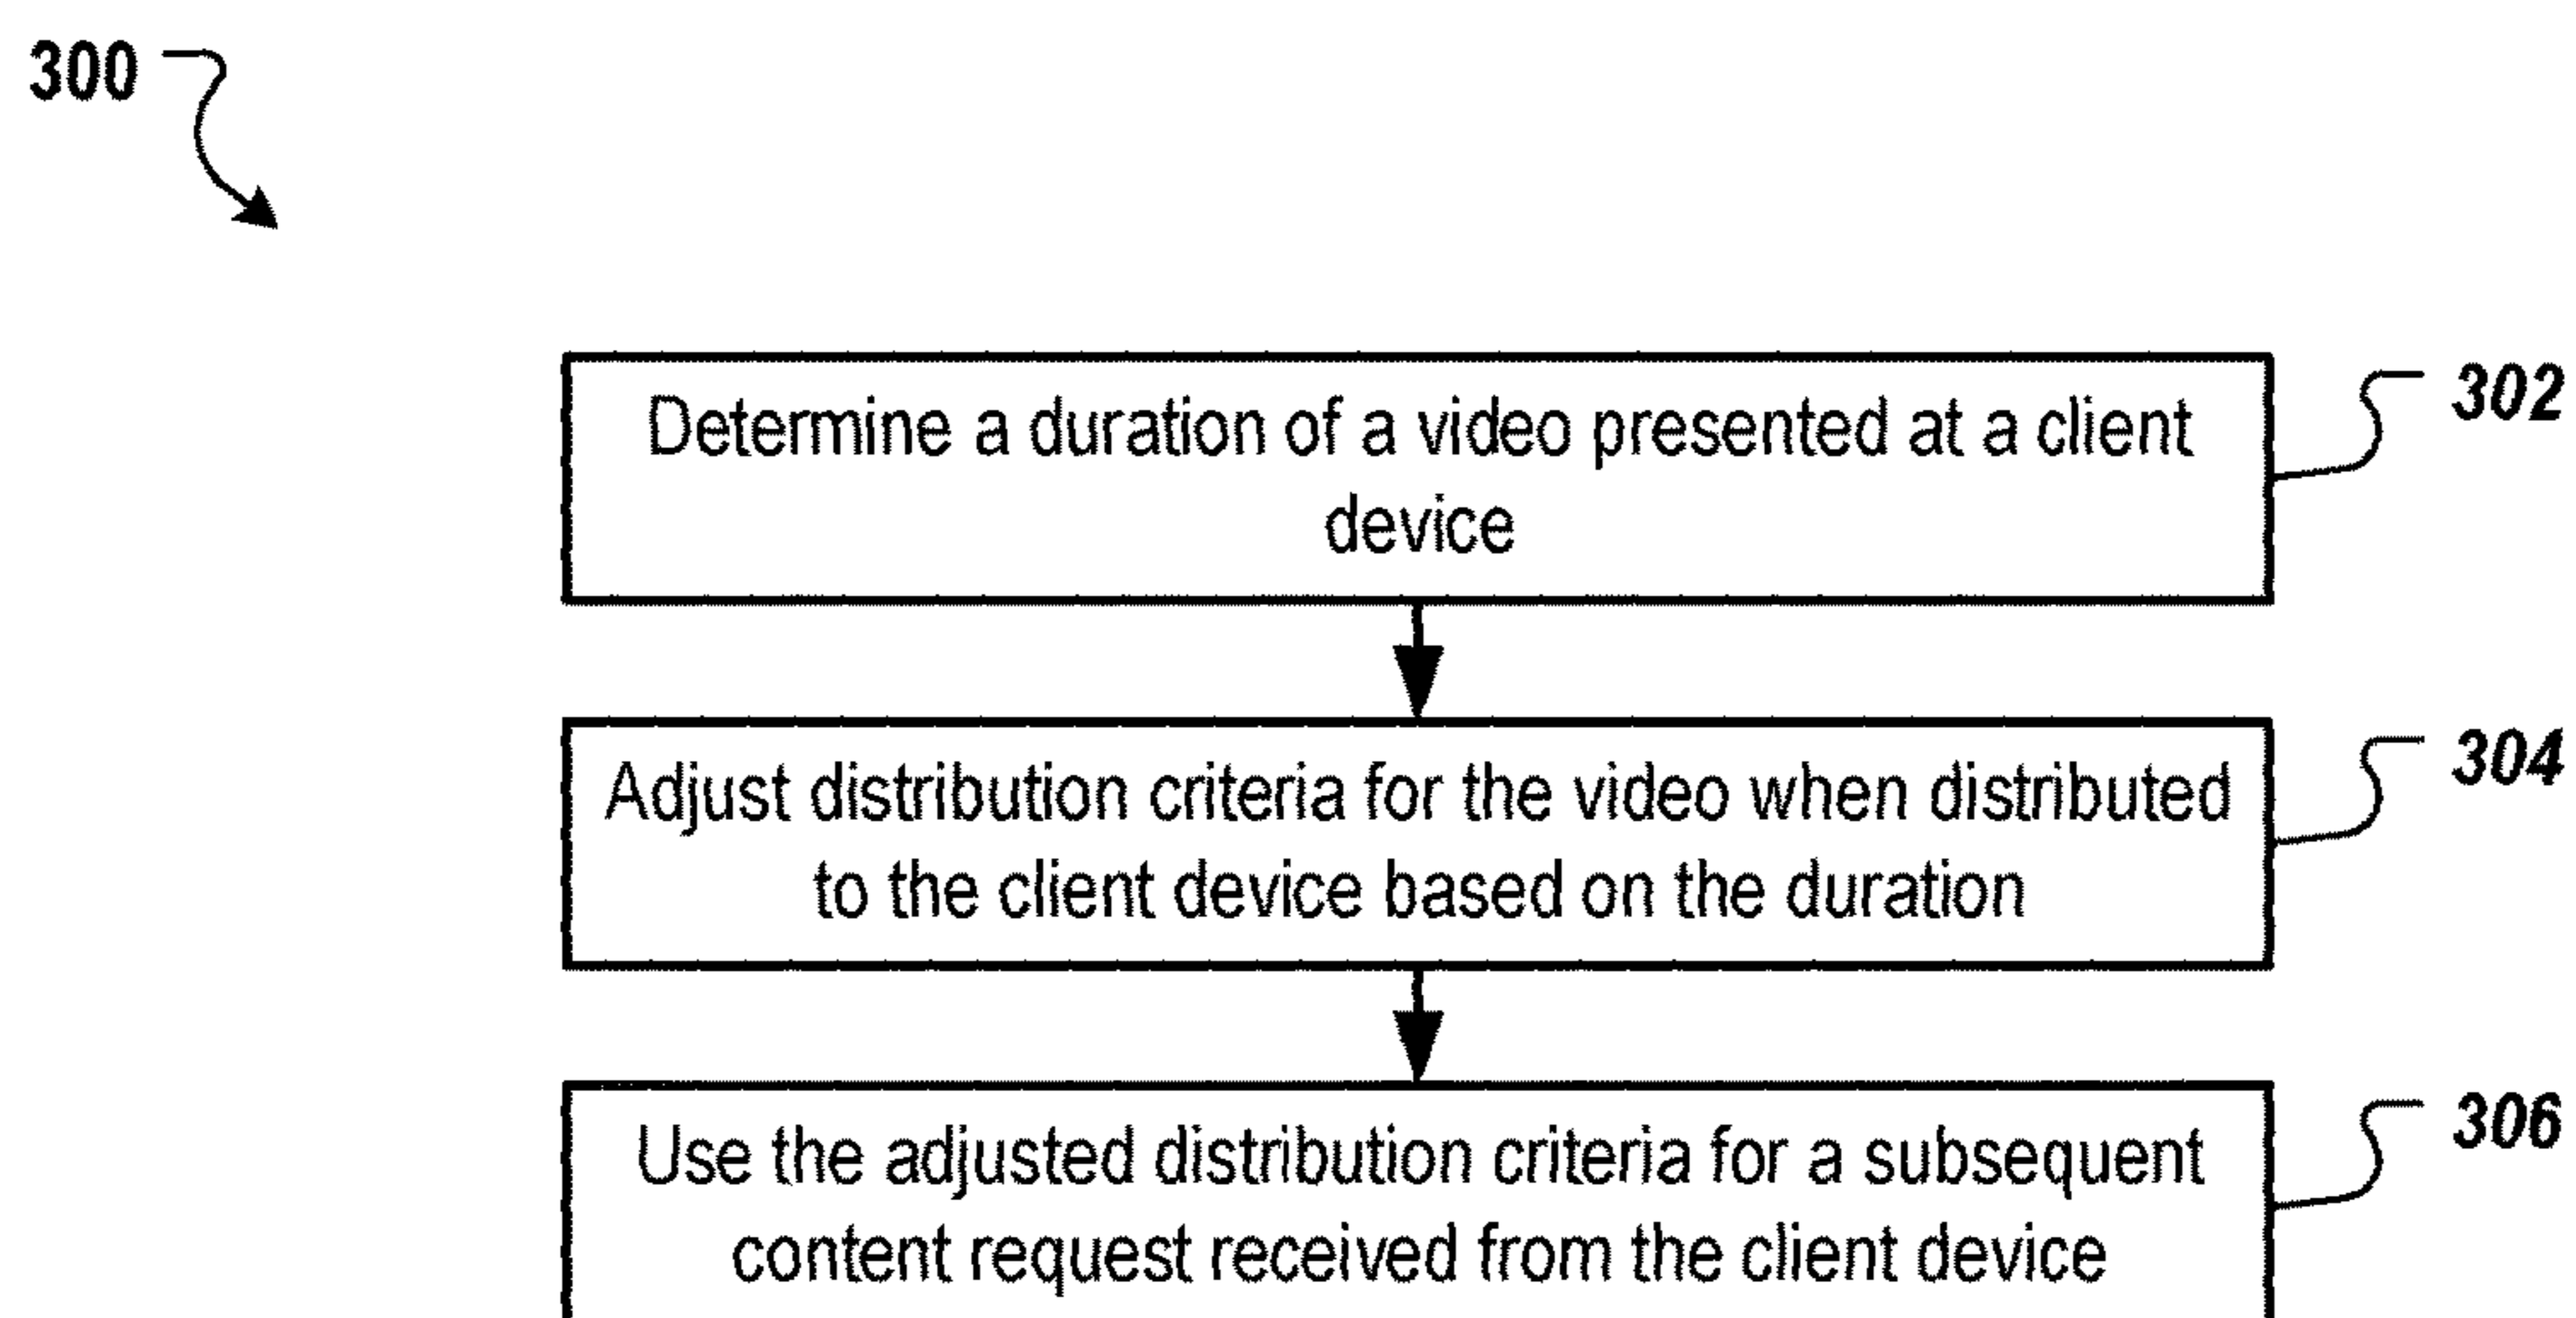 300
Determine a duration of a video presented at a client
device
302
Adjust distribution criteria for the video when distributed
to the client device based on the duration
304
Use the adjusted distribution criteria for a subsequent
content request received from the client device
306